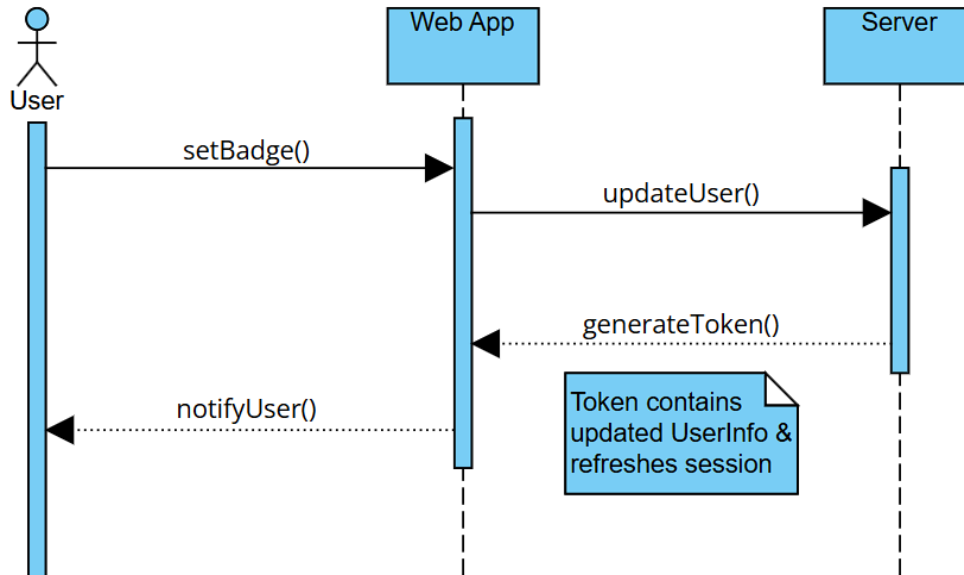 User
Web App
Server
setBadge()
updateUser()
generateToken()
notifyUser()
Token contains
updated UserInfo &
refreshes session